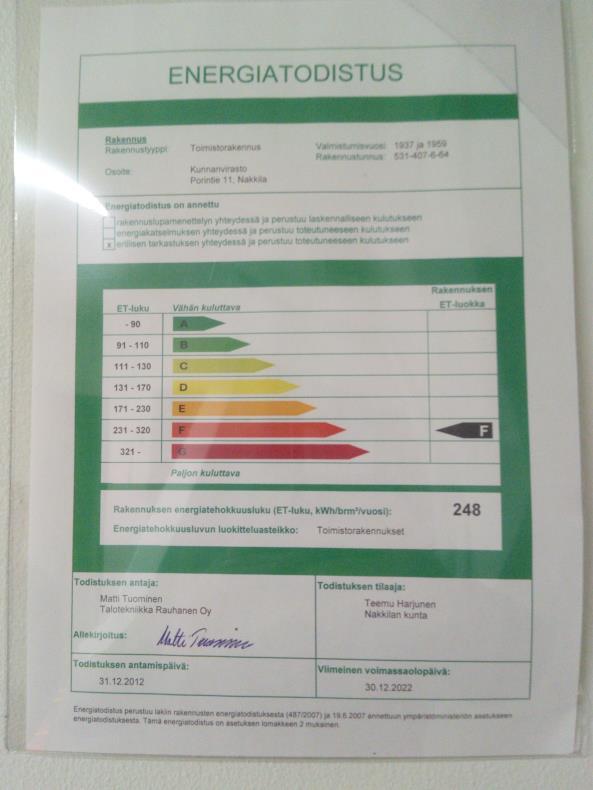 ENERGIATODISTUS
Rakennus
Rakennustyyppi: Toimistorakennus
Valmistumisvuosi: 1937 ja 1959
Rakennustunnus: 531-407-6-64
Osoite: Kunnanvirasto
Porintie 11, Nakkila
Energiatodistus on annettu
rakennuslupamenettelyn yhteydessä ja perustuu laskennalliseen kulutukseen
energiakatselmuksen yhteydessä ja perustuu toteutuneeseen kulutukseen
x erillisen tarkastuksen yhteydessä ja perustuu toteutuneeseen kulutukseen
Rakennuksen
ET-luku Vähän kuluttava ET-luokka
- 90 A
91 - 110 B
111 - 130 C
131 - 170 D
171 - 230 E
231 - 320 F F
321 - G
Paljon kuluttava
Rakennuksen energiatehokkuusluku (ET-luku, kWh/brm²/vuosi): 248
Energiatehokkuusluvun luokitteluasteikko: Toimistorakennukset
Todistuksen antaja:
Matti Tuominen
Talotekniikka Rauhanen Oy
Allekirjoitus: Matti Tuominen
Todistuksen tilaaja:
Teemu Harjunen
Nakkilan kunta
Todistuksen antamispäivä:
31.12.2012
Viimeinen voimassaolopäivä:
30.12.2022
Energiatodistus perustuu lakiin rakennusten energiatodistuksesta (487/2007) ja 19.6.2007 annettuun ympäristöministeriön asetukseen
energiatodistuksesta. Tämä energiatodistus on asetuksen lomakkeen 2 mukainen.